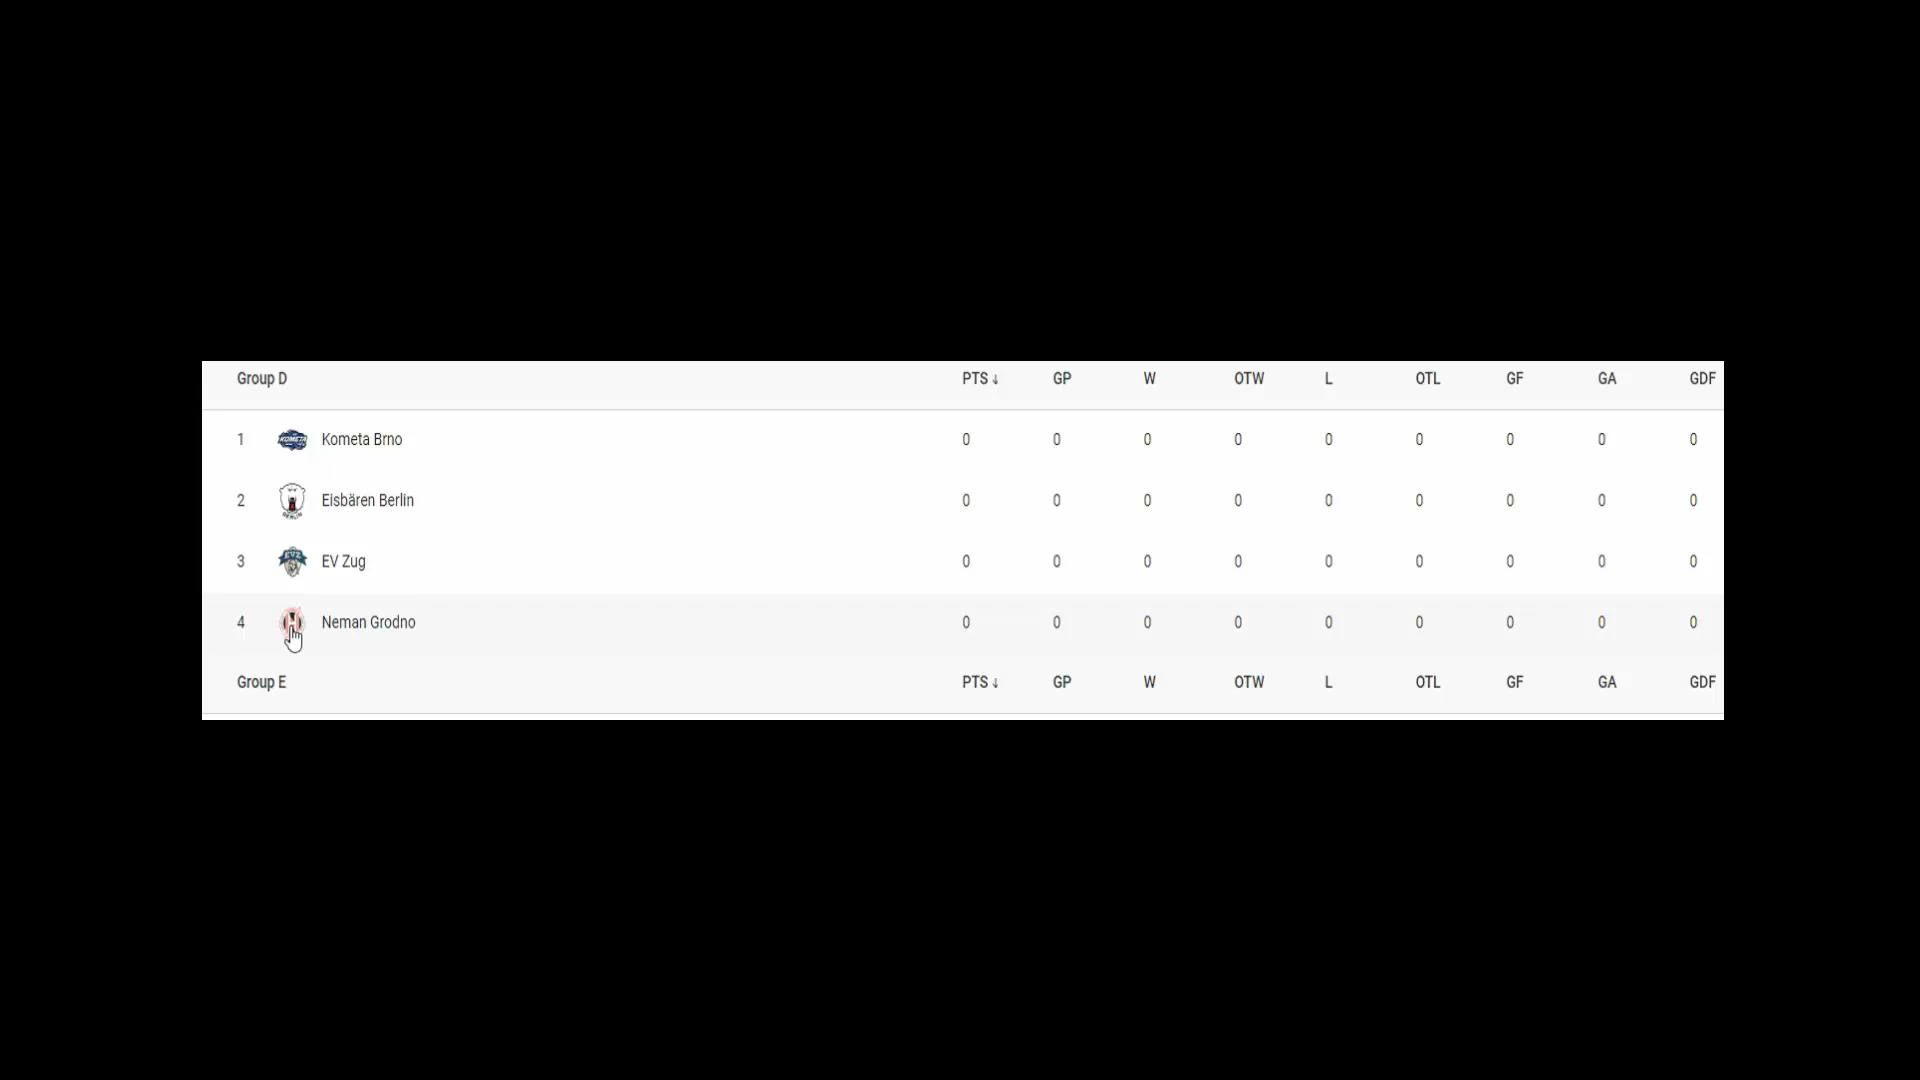 Group D PTS ↓ GP W OTW L OTL GF GA GDF
1 KOMETA Kometa Brno 0 0 0 0 0 0 0 0 0
2 BERLIN Eisbären Berlin 0 0 0 0 0 0 0 0 0
3 EVZ EV Zug 0 0 0 0 0 0 0 0 0
4 Neman Grodno 0 0 0 0 0 0 0 0 0
Group E PTS ↓ GP W OTW L OTL GF GA GDF